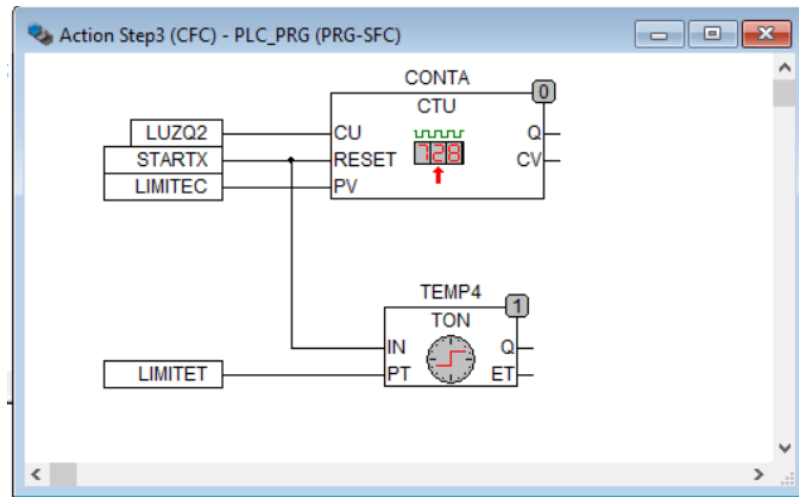 Action Step3 (CFC) - PLC_PRG (PRG-SFC)
CONTA
0
CTU
LUZQ2 CU Q
STARTX RESET CV
LIMITEC PV
728
TEMP4
1
TON
IN Q
LIMITET PT ET